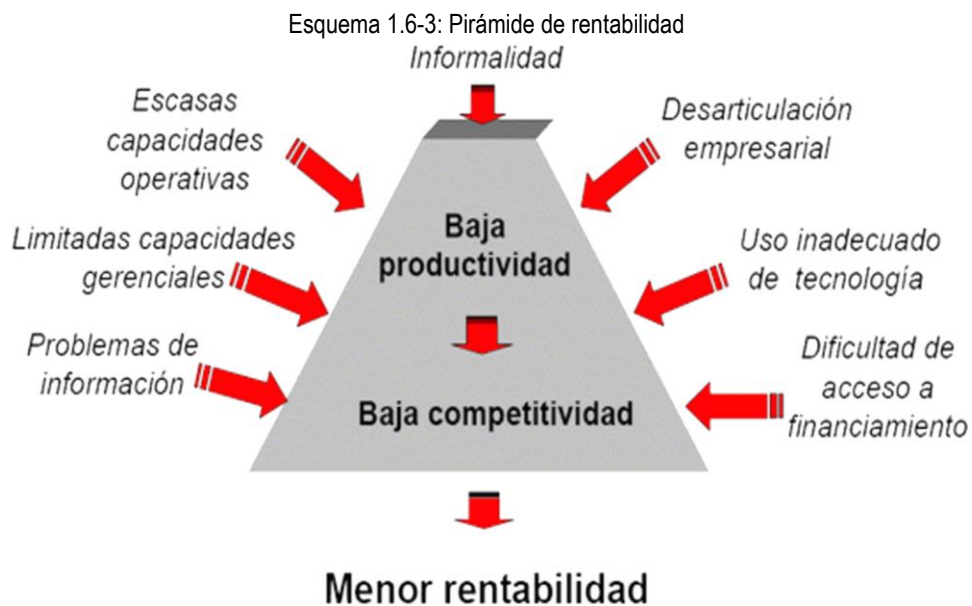 Esquema 1.6-3: Pirámide de rentabilidad
Informalidad
Escasas
capacidades
operativas
Desarticulación
empresarial
Limitadas capacidades
gerenciales
Baja
productividad
Uso inadecuado
de tecnología
Problemas de
información
Baja competitividad
Dificultad de
acceso a
financiamiento
Menor rentabilidad